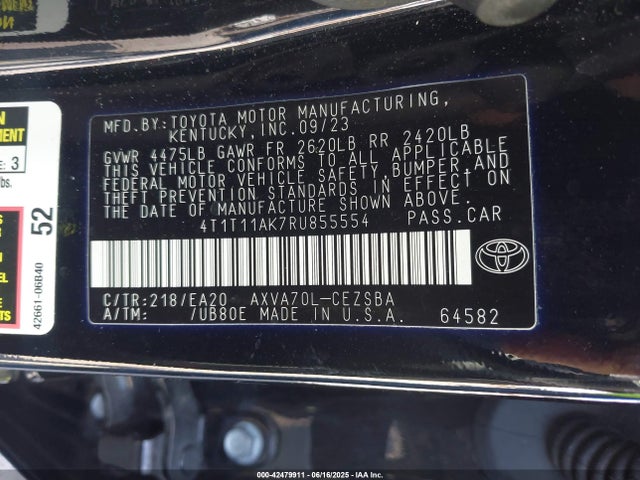 MFD.BY:TOYOTA MOTOR MANUFACTURING,
KENTUCKY,INC.09/23
GVWR 4475LB GAWR FR 2620LB RR 2420LB
THIS VEHICLE CONFORMS TO ALL APPLICABLE
FEDERAL MOTOR VEHICLE SAFETY,BUMPER,AND
THEFT PREVENTION STANDARDS IN EFFECT ON
THE DATE OF MANUFACTURE SHOWN ABOVE.
4T1T11AK7RU855554 PASS.CAR
C/TR:218/EA20 AXVA70L-CEZSBA
A/TM: /UB80E MADE IN U.S.A. 64582
TOYOTA
3
lbs.
52
42661-06B40
000-42479911 - 06/16/2025 - IAA Inc.